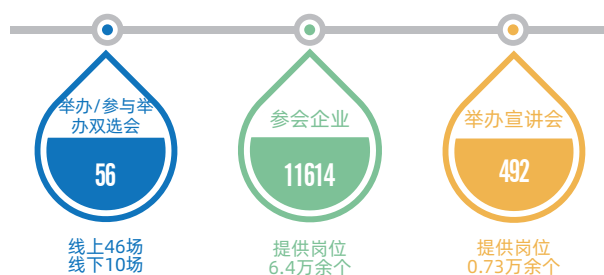 举办/参与举
办双选会
56
线上46场
线下10场
参会企业
11614
提供岗位
6.4万余个
举办宣讲会
492
提供岗位
0.73万余个